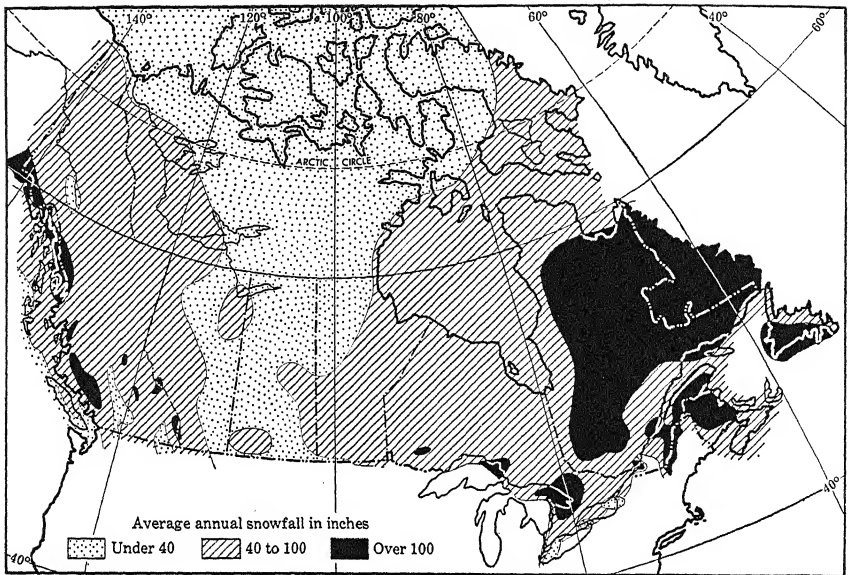 140°
120°
100°
80°
60°
40°
60°
ARCTIC CIRCLE
40°
Average annual snowfall in inches
Under 40
40 to 100
Over 100
40°